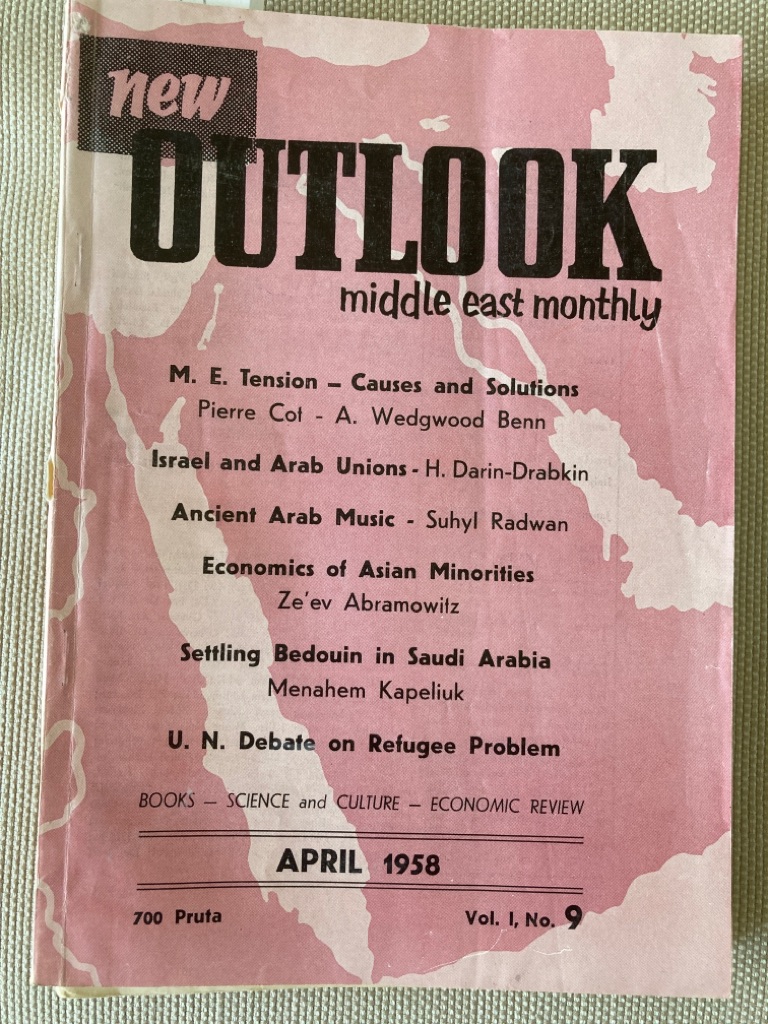 new
OUTLOOK
middle east monthly
M. E. Tension – Causes and Solutions
Pierre Cot - A. Wedgwood Benn
Israel and Arab Unions - H. Darin-Drabkin
Ancient Arab Music - Suhyl Radwan
Economics of Asian Minorities
Ze'ev Abramowitz
Settling Bedouin in Saudi Arabia
Menahem Kapeliuk
U. N. Debate on Refugee Problem
BOOKS – SCIENCE and CULTURE – ECONOMIC REVIEW
APRIL 1958
700 Pruta
Vol. I, No. 9